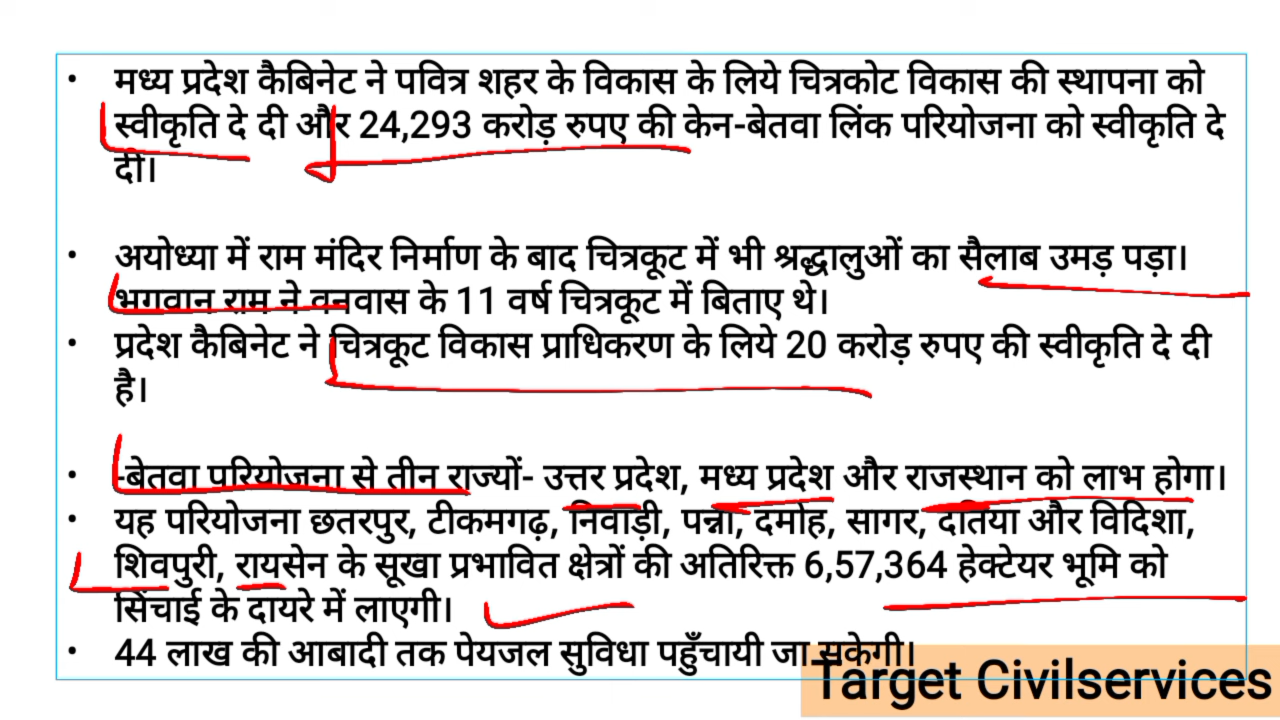 • मध्य प्रदेश कैबिनेट ने पवित्र शहर के विकास के लिये चित्रकोट विकास की स्थापना को
स्वीकृति दे दी और 24,293 करोड़ रुपए की केन-बेतवा लिंक परियोजना को स्वीकृति दे
दी।
• अयोध्या में राम मंदिर निर्माण के बाद चित्रकूट में भी श्रद्धालुओं का सैलाब उमड़ पड़ा।
भगवान राम ने वनवास के 11 वर्ष चित्रकूट में बिताए थे।
• प्रदेश कैबिनेट ने चित्रकूट विकास प्राधिकरण के लिये 20 करोड़ रुपए की स्वीकृति दे दी
है।
• -बेतवा परियोजना से तीन राज्यों- उत्तर प्रदेश, मध्य प्रदेश और राजस्थान को लाभ होगा।
• यह परियोजना छतरपुर, टीकमगढ़, निवाड़ी, पन्ना, दमोह, सागर, दतिया और विदिशा,
शिवपुरी, रायसेन के सूखा प्रभावित क्षेत्रों की अतिरिक्त 6,57,364 हेक्टेयर भूमि को
सिंचाई के दायरे में लाएगी।
• 44 लाख की आबादी तक पेयजल सुविधा पहुँचायी जा सकेगी।
Target Civilservices